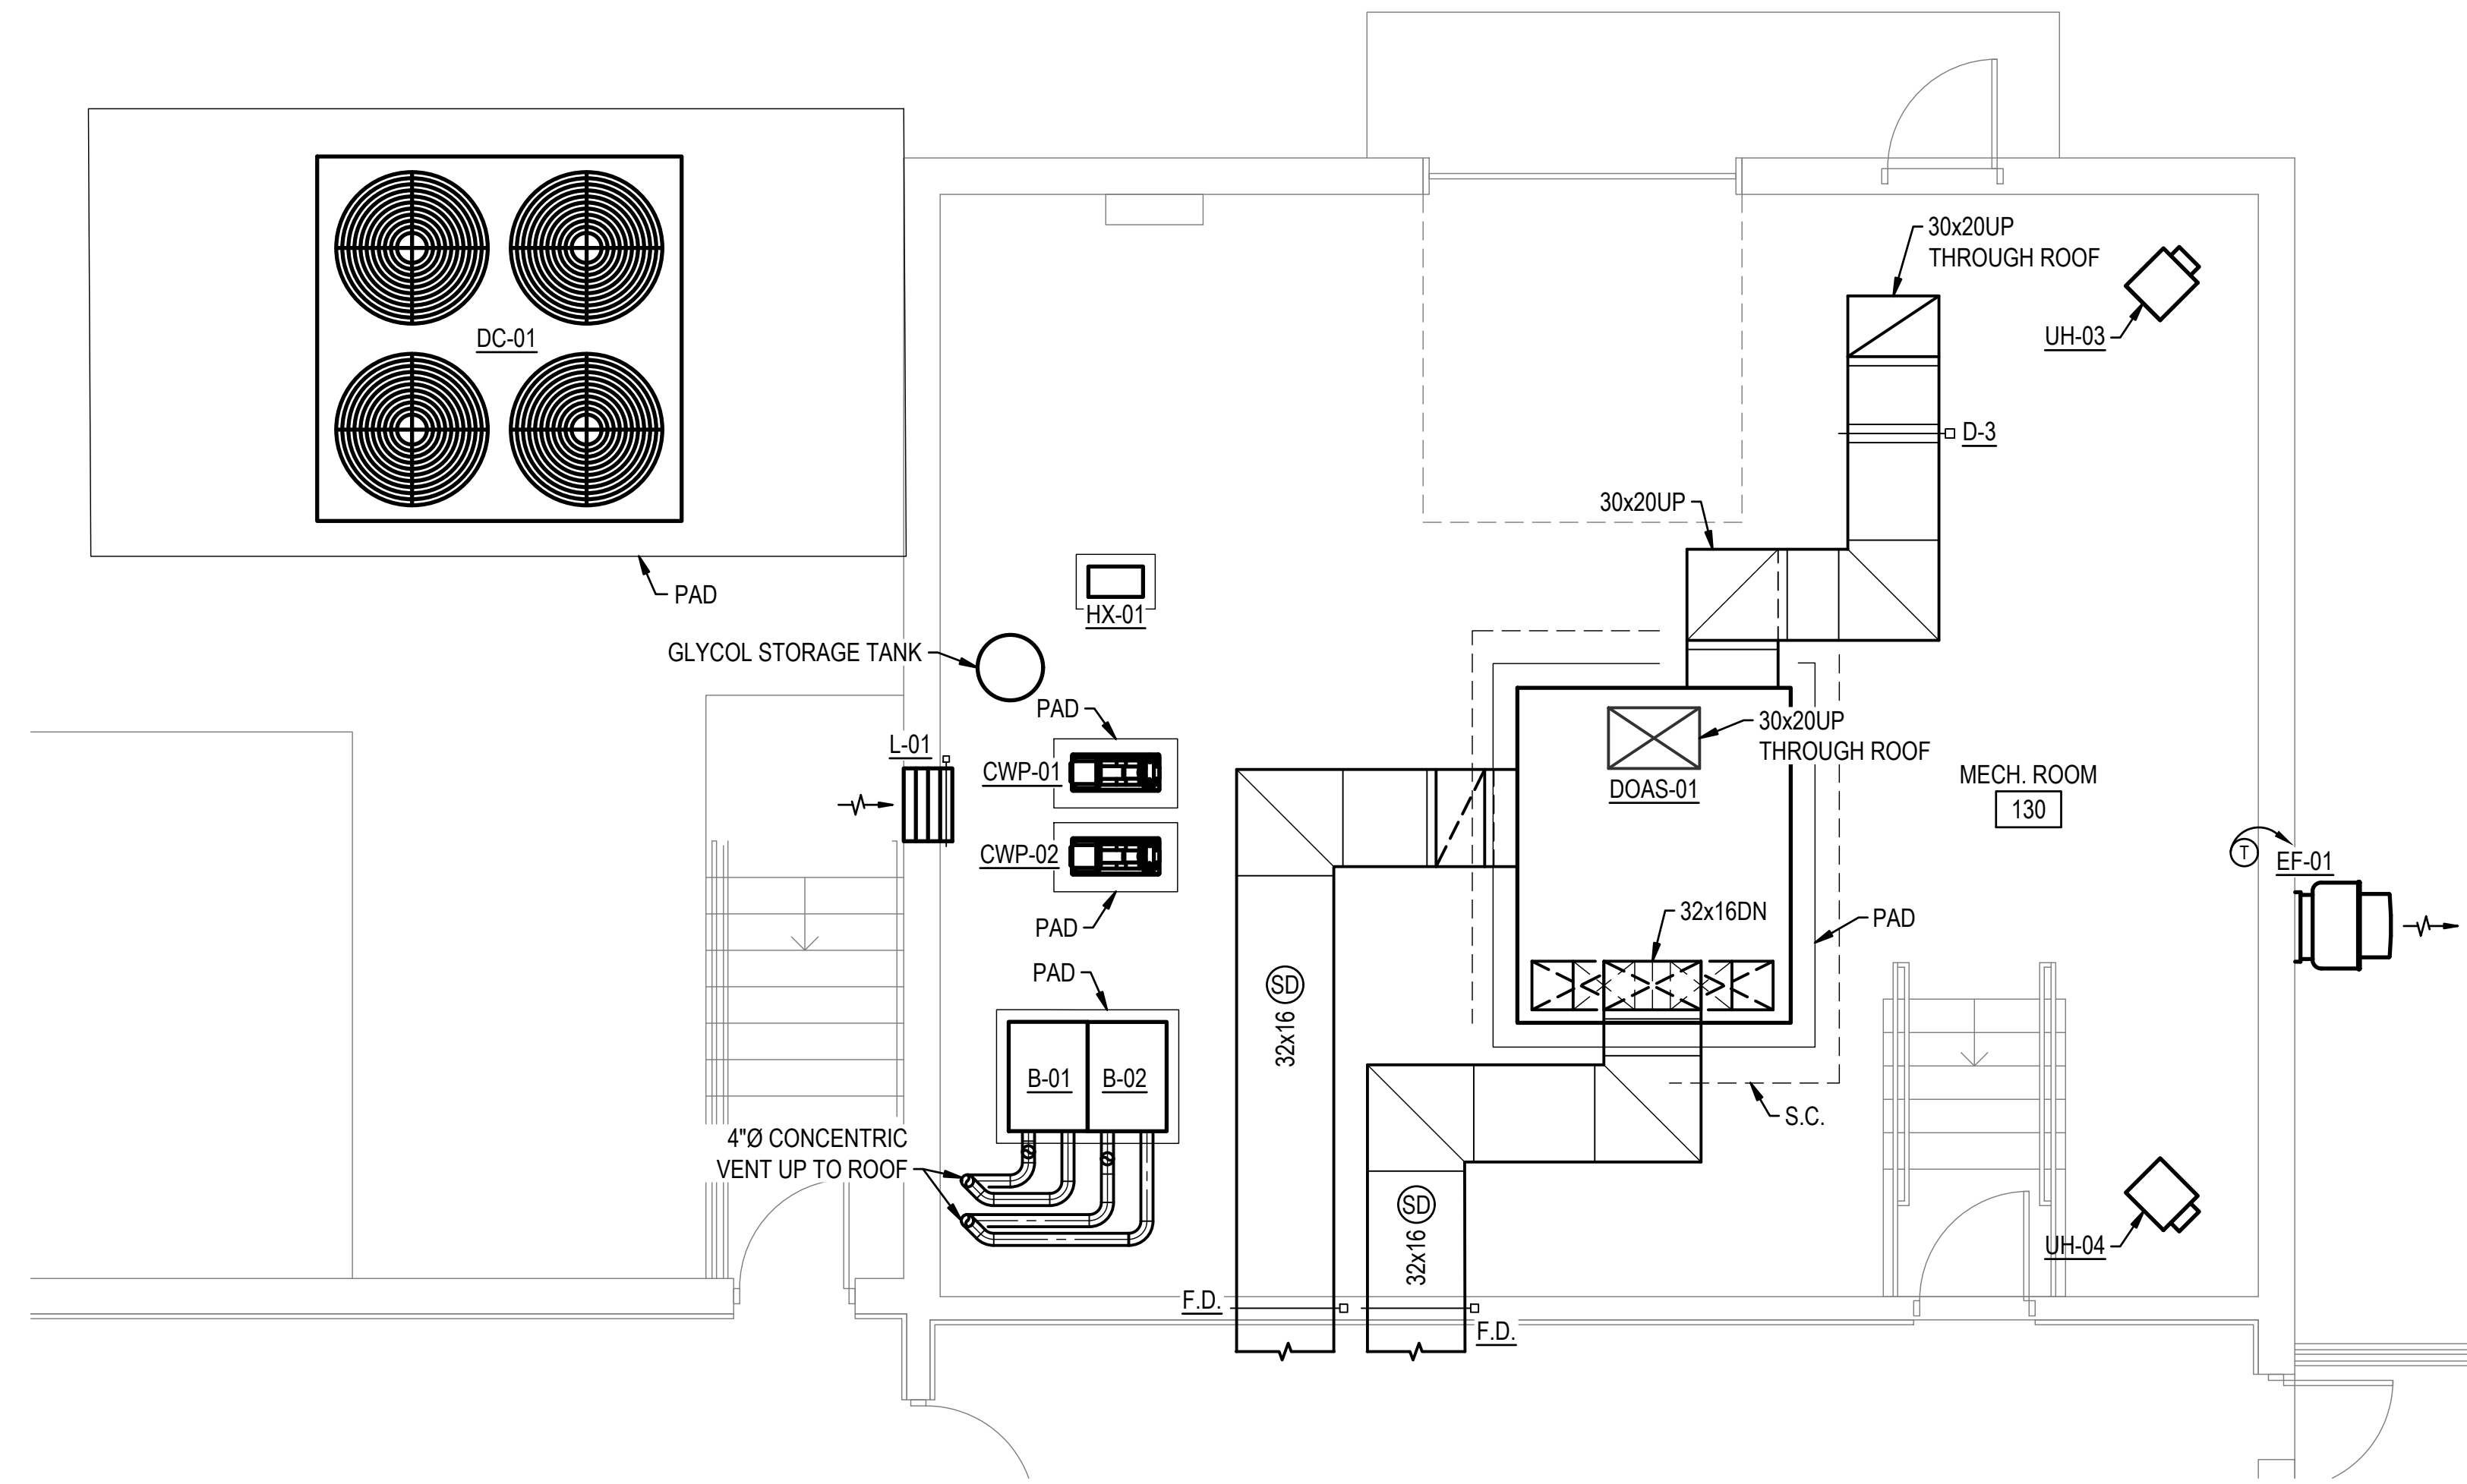 30x20UP
THROUGH ROOF
UH-03
DC-01
D-3
30x20UP
PAD
HX-01
GLYCOL STORAGE TANK
PAD
30x20UP
THROUGH ROOF
L-01
CWP-01
DOAS-01
MECH. ROOM
130
CWP-02
T
EF-01
PAD
32x16DN
PAD
PAD
SD
32x16
B-01
B-02
S.C.
4"Ø CONCENTRIC
VENT UP TO ROOF
SD
32x16
UH-04
F.D.
F.D.